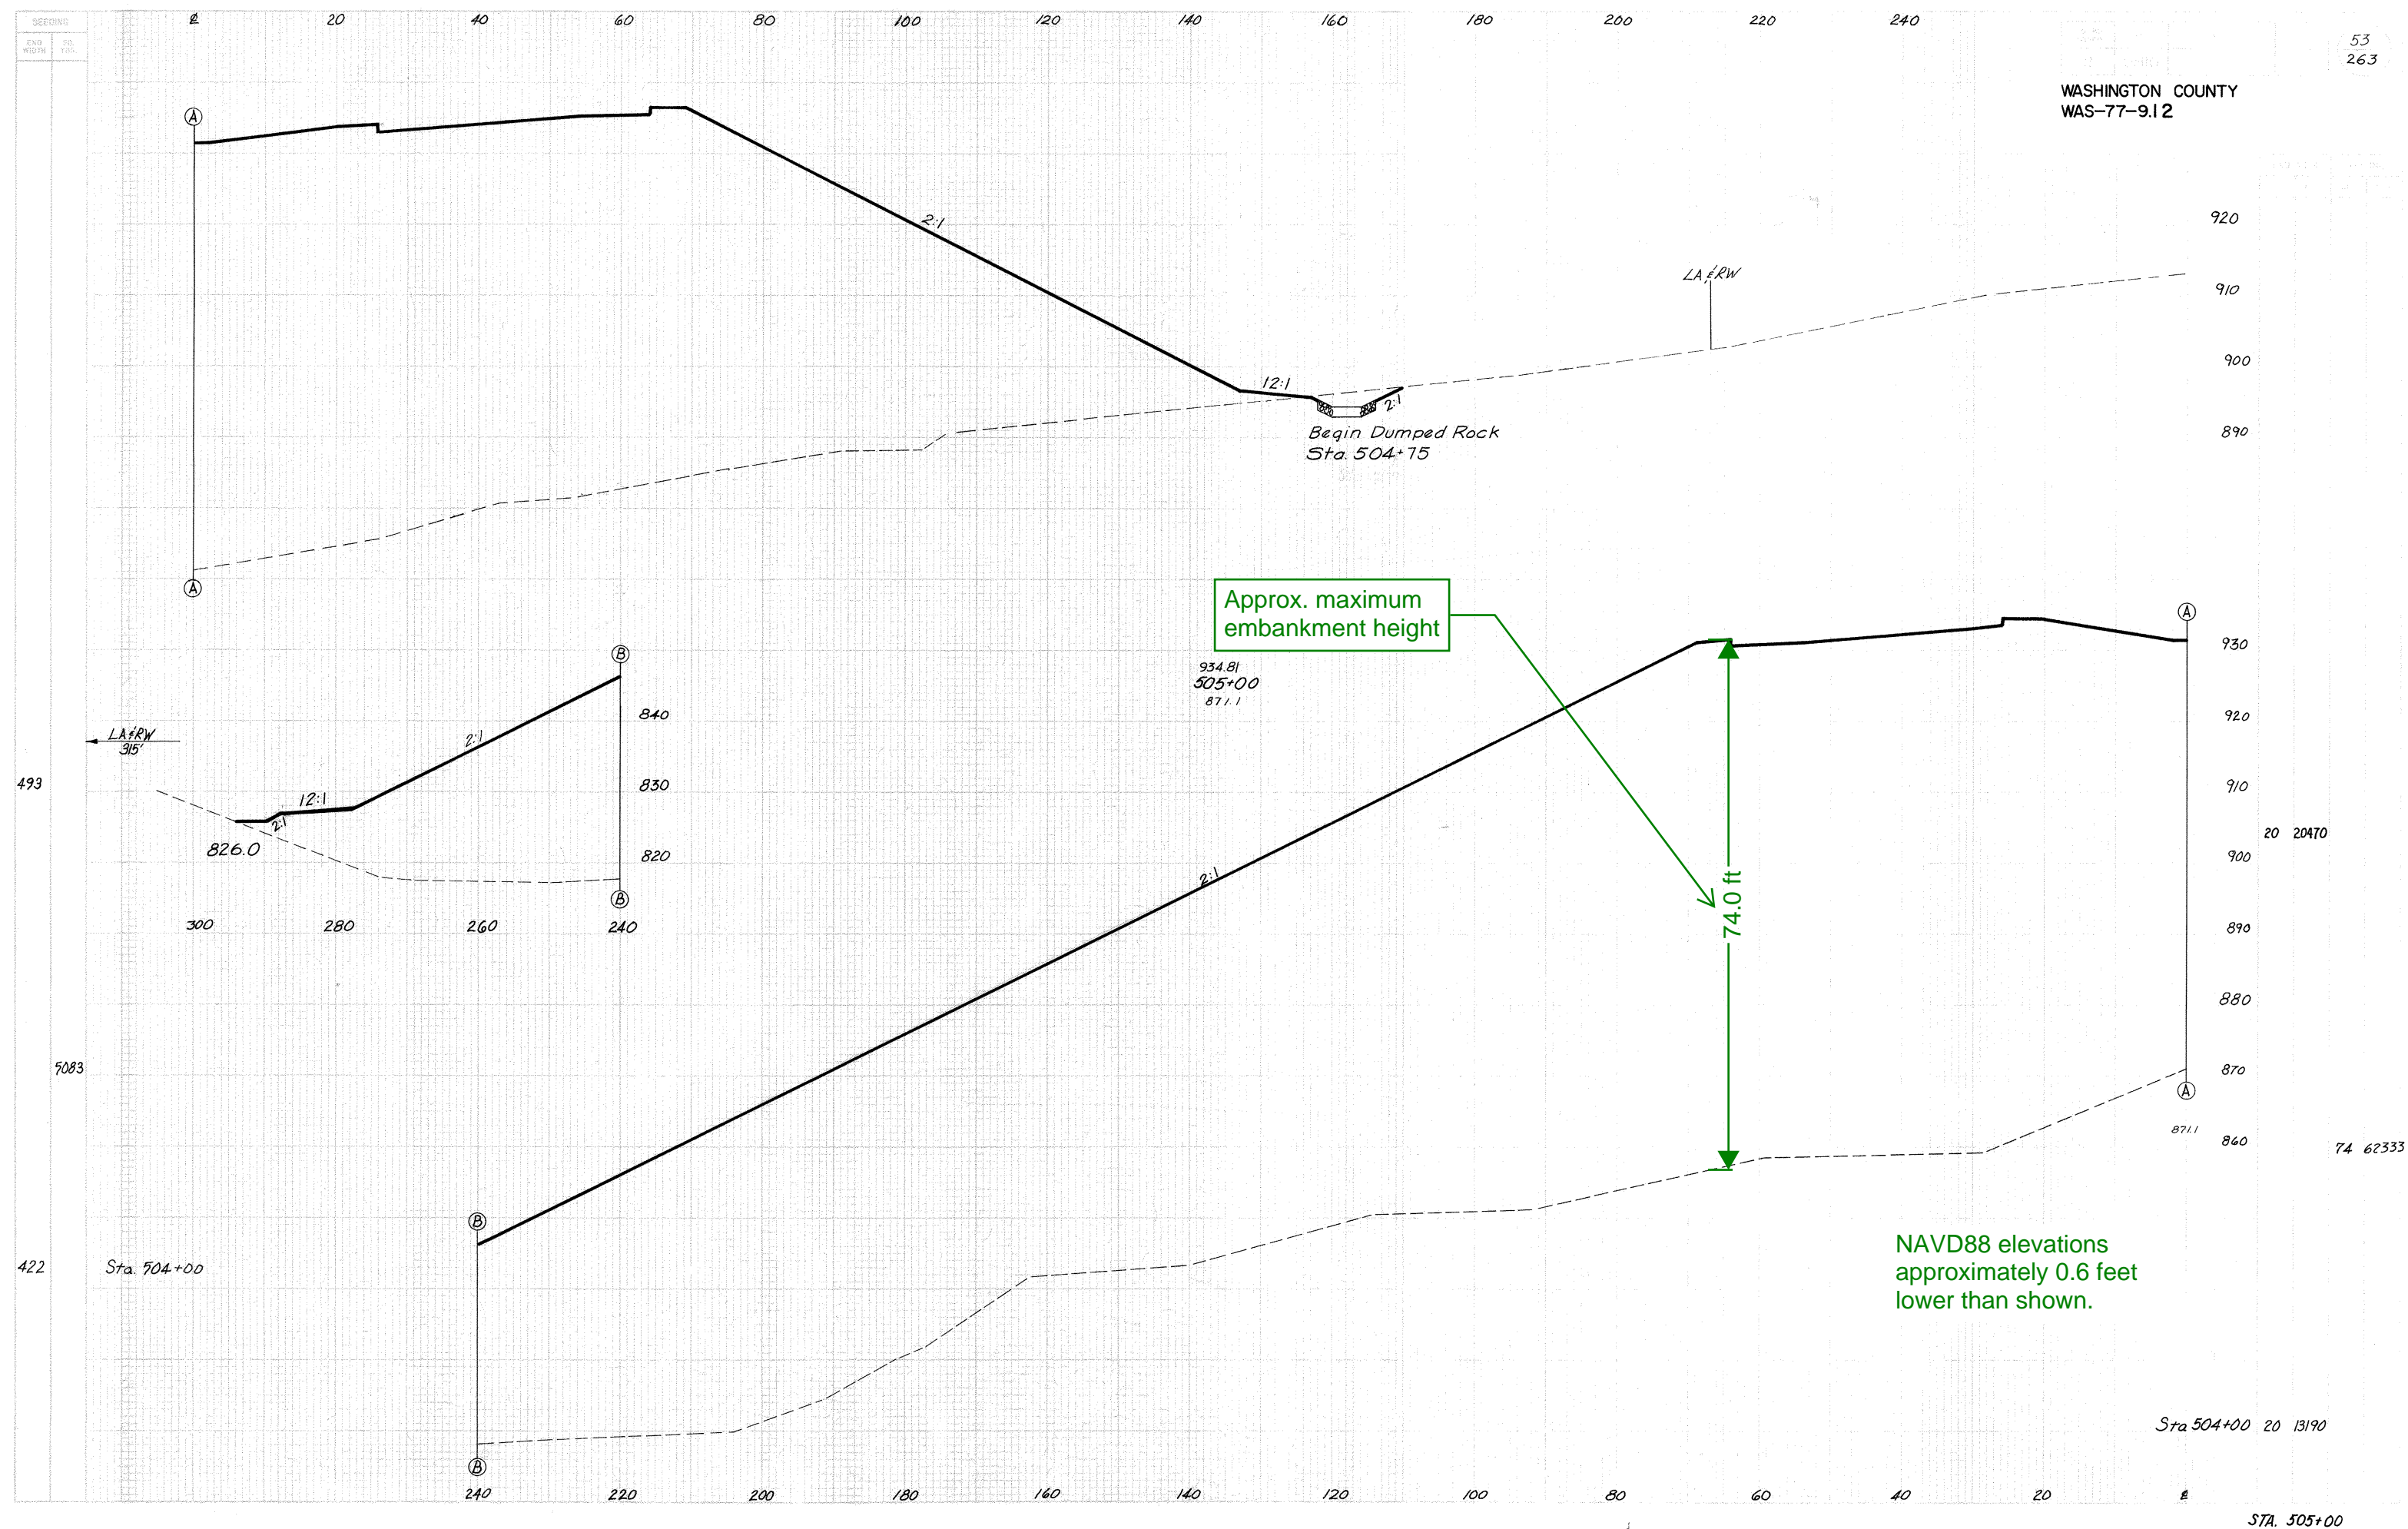 SEEDING
END WIDTH
SQ. YDS.
℄ 20 40 60 80 100 120 140 160 180 200 220 240
53
263
WASHINGTON COUNTY
WAS-77-9.12
A
2:1
920
LA & RW
910
900
12:1
2:1
890
Begin Dumped Rock
Sta. 504+75
A
Approx. maximum
embankment height
A
930
B
934.81
505+00
871.1
840
920
LA & RW
315'
2:1
493
830
910
12:1
2:1
826.0
820
20 20470
900
2:1
74.0 ft
B
300 280 260 240
890
880
5083
870
A
871.1
860
74 62333
B
422
Sta. 504+00
NAVD88 elevations
approximately 0.6 feet
lower than shown.
Sta 504+00 20 13190
B
240 220 200 180 160 140 120 100 80 60 40 20 ℄
STA. 505+00